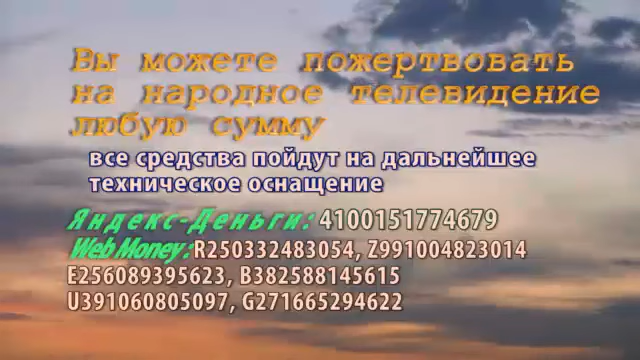 Вы можете пожертвовать
на народное телевидение
любую сумму
все средства пойдут на дальнейшее
техническое оснащение
Яндекс-Деньги: 4100151774679
Web Money: R250332483054, Z991004823014
E256089395623, B382588145615
U391060805097, G271665294622